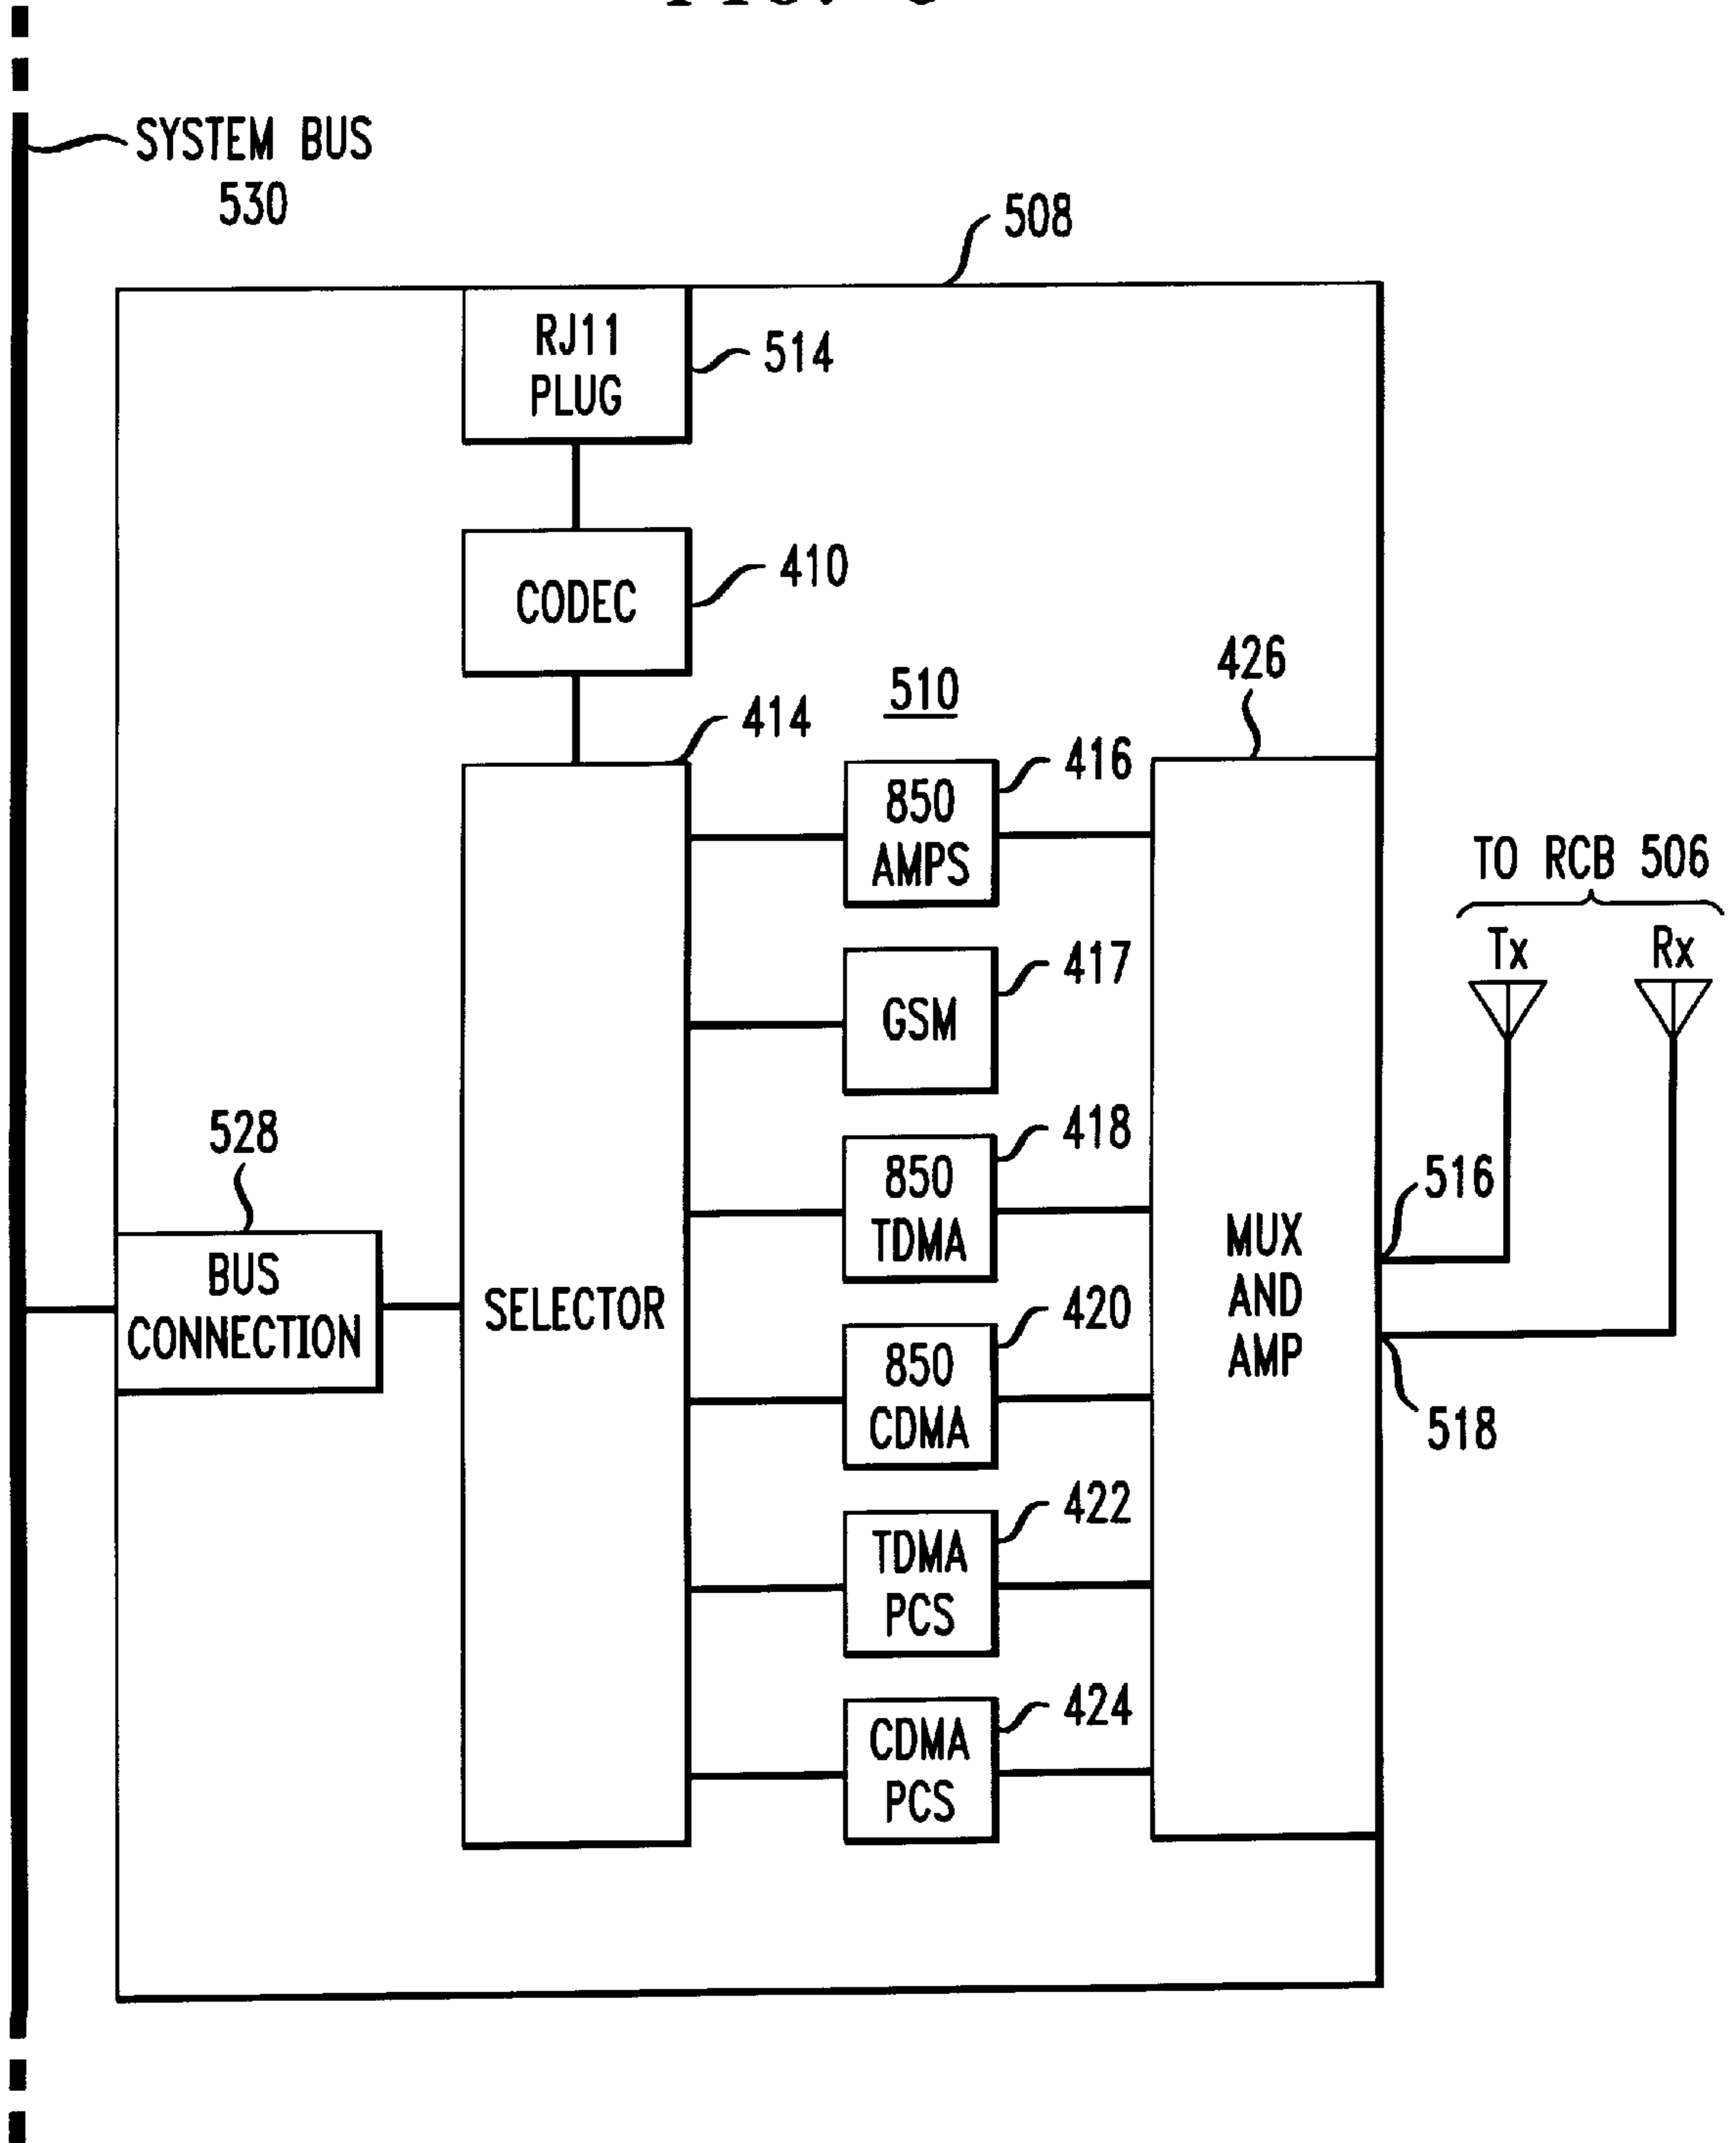 SYSTEM BUS
530
508
RJ11
PLUG
514
CODEC
410
510
414
426
850
AMPS
416
GSM
417
850
TDMA
418
850
CDMA
420
TDMA
PCS
422
CDMA
PCS
424
528
BUS
CONNECTION
SELECTOR
MUX
AND
AMP
TO RCB 506
Tx
Rx
516
518